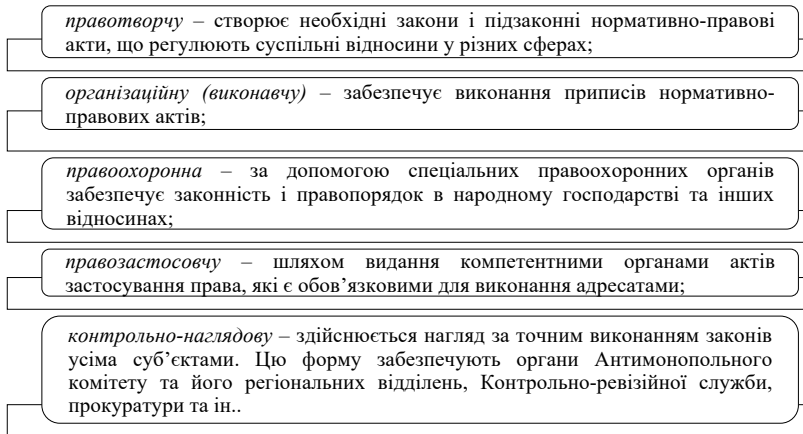 правотворчу – створює необхідні закони і підзаконні нормативно-правові
акти, що регулюють суспільні відносини у різних сферах;
організаційну (виконавчу) – забезпечує виконання приписів нормативно-
правових актів;
правоохоронна – за допомогою спеціальних правоохоронних органів
забезпечує законність і правопорядок в народному господарстві та інших
відносинах;
правозастосовчу – шляхом видання компетентними органами актів
застосування права, які є обов’язковими для виконання адресатами;
контрольно-наглядову – здійснюється нагляд за точним виконанням законів
усіма суб’єктами. Цю форму забезпечують органи Антимонопольного
комітету та його регіональних відділень, Контрольно-ревізійної служби,
прокуратури та ін..